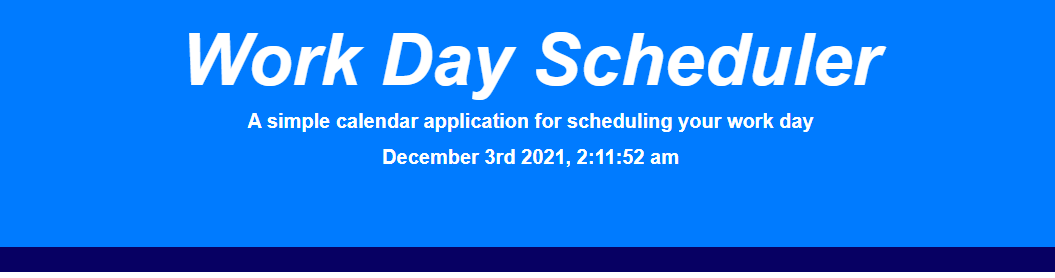 Work Day Scheduler
A simple calendar application for scheduling your work day
December 3rd 2021, 2:11:52 am